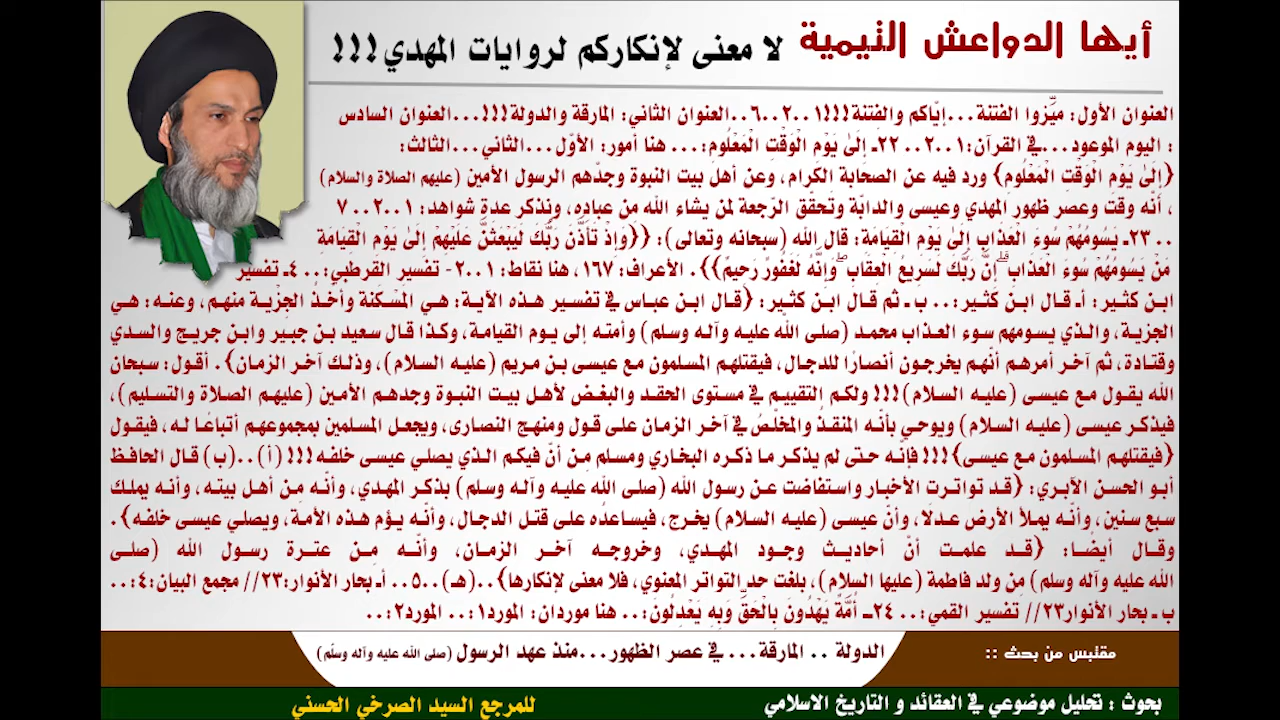 أيها الدواعش التيمية لا معنى لإنكاركم لروايات المهدي!!!
العنوان الأول: ميِّزوا الفتنة...إيّاكم والفتنة!!!١..٢..٦..العنوان الثاني: المارقة والدولة!!!...العنوان السادس
: اليوم الموعود...في القرآن:١..٢..٢٢ـ إِلَىٰ يَوْمِ الْوَقْتِ الْمَعْلُومِ:... هنا أمور: الأوّل...الثاني...الثالث:
{إِلَىٰ يَوْمِ الْوَقْتِ الْمَعْلُومِ} ورد فيه عن الصحابة الكرام، وعن أهل بيت النبوة وجدّهم الرسول الأمين (عليهم الصلاة والسلام)
، أنّه وقت وعصر ظهور المهدي وعيسى والدابّة وتحقّق الرّجعة لمن يشاء الله من عباده، ونذكر عدة شواهد: ١..٢..٧
..٢٣ـ يَسُومُهُمْ سُوءَ الْعَذَابِ إِلَىٰ يَوْمِ الْقِيَامَةِ: قال الله (سبحانه وتعالى): {{وَإِذْ تَأَذَّنَ رَبُّكَ لَيَبْعَثَنَّ عَلَيْهِمْ إِلَىٰ يَوْمِ الْقِيَامَةِ
مَنْ يَسُومُهُمْ سُوءَ الْعَذَابِ ۗ إِنَّ رَبَّكَ لَسَرِيعُ الْعِقَابِ ۖ وَإِنَّهُ لَغَفُورٌ رَحِيمٌ}}. الأعراف: ١٦٧، هنا نقاط: ١..٢- تفسير القرطبي:..٤ـ تفسير
ابن كثير: أـ قال ابن كثير:.. ب ـ ثم قال ابن كثير: {قال ابن عباس في تفسير هذه الآية: هي المَسْكَنة وأخذُ الجِزْية منهم، وعنه: هي
الجزية، والذي يسومهم سوء العذاب محمد (صلى الله عليه وآله وسلم) وأمته إلى يوم القيامة، وكذا قال سعيد بن جبير وابن جريج والسدي
وقتادة، ثم آخر أمرهم أنّهم يخرجون أنصارًا للدجال، فيقتلهم المسلمون مع عيسى بن مريم (عليه السلام)، وذلك آخر الزمان}. أقول: سبحان
الله يقول مع عيسى (عليه السلام)!!! ولكم التقييم في مستوى الحقد والبغض لأهل بيت النبوة وجدهم الأمين (عليهم الصلاة والتسليم)،
فيذكر عيسى (عليه السلام) ويوحي بأنّه المنقذُ والمخلّصُ في آخر الزمان على قول ومنهج النصارى، ويجعل المسلمين بمجموعهم أتباعًا له، فيقول
{فيقتلهم المسلمون مع عيسى}!!! فإنّه حتى لم يذكر ما ذكره البخاري ومسلم مِن أنّ فيكم الذي يصلي عيسى خلفه!!! (أ)..(ب) قال الحافظ
أبو الحسن الآبري: {قد تواترت الأخبار واستفاضت عن رسول الله (صلى الله عليه وآله وسلم) بذكر المهدي، وأنّه مِن أهل بيته، وأنه يملك
سبع سنين، وأنّه يملأ الأرض عدلًا، وأنّ عيسى (عليه السلام) يخرج، فيساعدُه على قتل الدجال، وأنّه يؤم هذه الأمة، ويصلي عيسى خلفه}.
وقال أيضًا: {قد علمت أنّ أحاديث وجود المهدي، وخروجه آخر الزمان، وأنّه مِن عترة رسول الله (صلى
الله عليه وآله وسلم) مِن ولد فاطمة (عليها السلام)، بلغت حد التواتر المعنوي، فلا معنى لإنكارها}..(هـ)..٥.. أـ بحار الأنوار:٢٣// مجمع البيان:٤:..
ب ـ بحار الأنوار٢٣// تفسير القمي:..٢٤ـ أُمَّةٌ يَهْدُونَ بِالْحَقِّ وَبِهِ يَعْدِلُونَ:.. هنا موردان: المورد١:.. المورد٢:..
مقتبس من بحث :: الدولة .. المارقة...في عصر الظهور...منذ عهد الرسول (صلى الله عليه وآله وسلّم)
بحوث : تحليل موضوعي في العقائد و التاريخ الاسلامي للمرجع السيد الصرخي الحسني